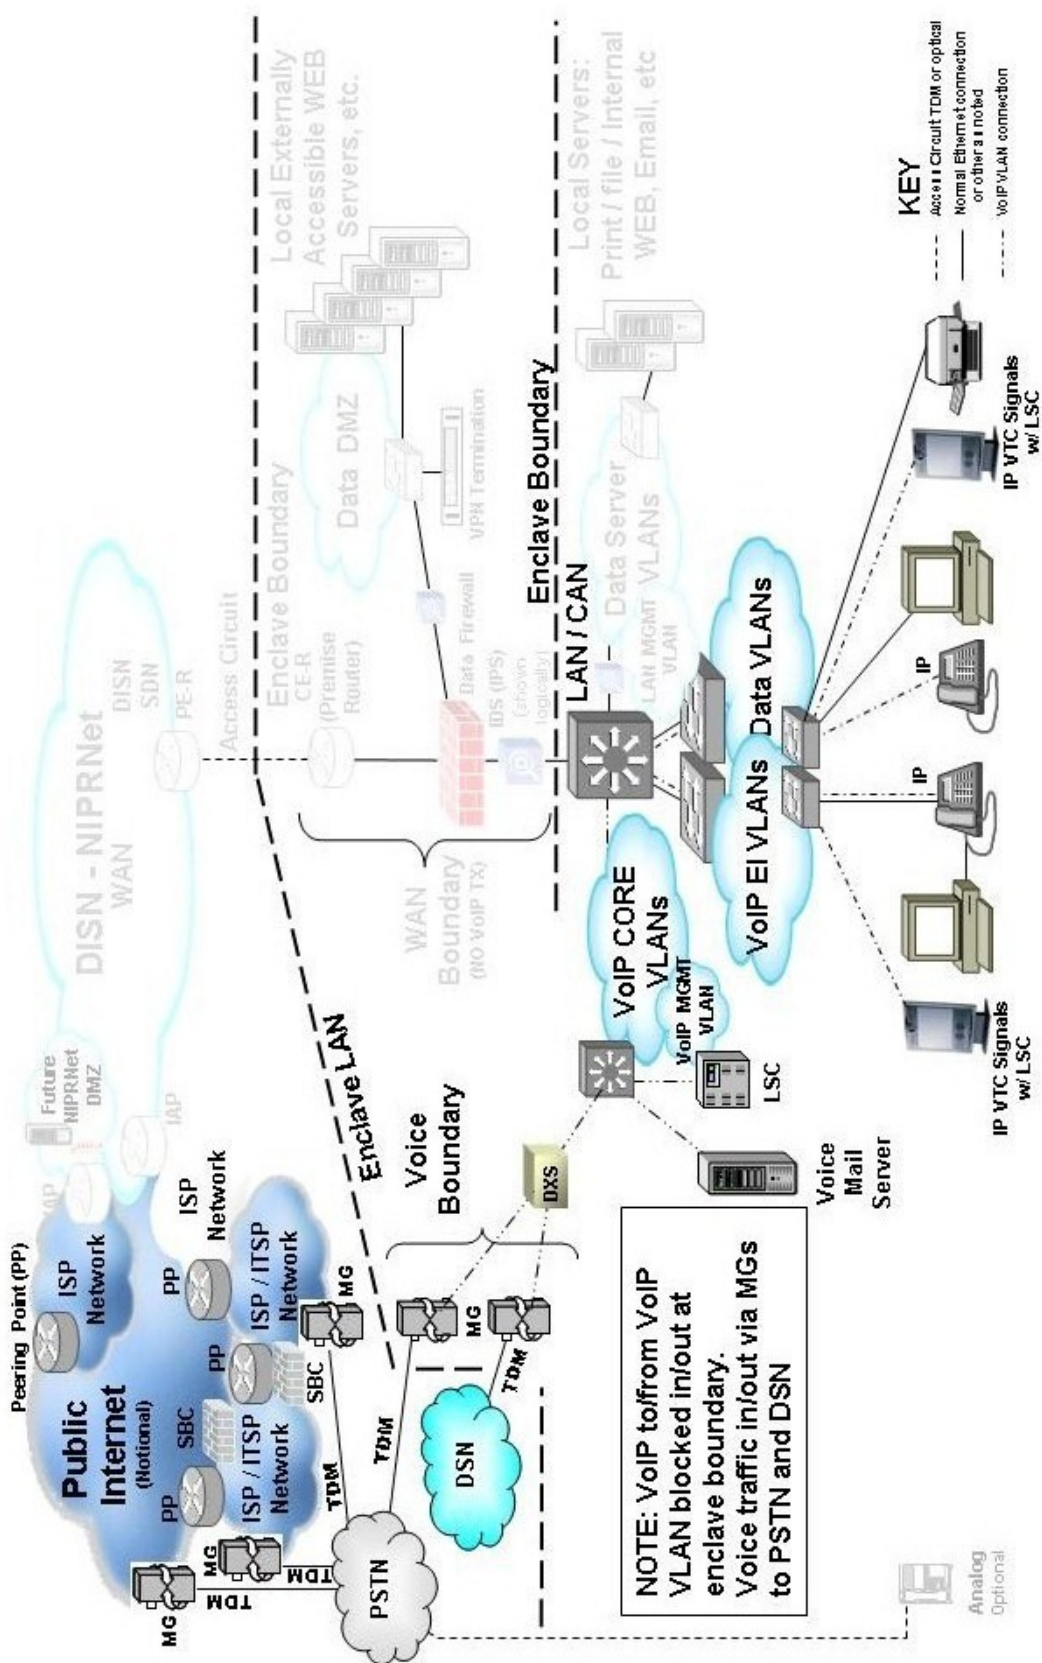 Peering Point (PP)
ISP
Network
Public
Internet
(Notional)
PP
ISP
Network
PP
SBC
PP
SBC
ISP / ITSP
Network
ISP / ITSP
Network
MG
MG
MG
TDM
TDM
TDM
PSTN
TDM
MG
DSN
TDM
IAP
Future
NIPRNet
DMZ
IAP
DISN - NIPRNet
WAN
DISN
SDN
PE-R
Access Circuit
Enclave LAN
Enclave Boundary
CE-R
(Premise
Router)
Data DMZ
Local Externally
Accessible WEB
Servers, etc.
VPN Termination
Data Firewall
IDS (IPS)
(shown
logically)
WAN
Boundary
(NO VoIP TX)
Voice
Boundary
DXS
Enclave Boundary
LAN / CAN
Local Servers:
Print / file / Internal
WEB, Email, etc
Data Server
VLANs
LAN MGMT
VLAN
VoIP CORE
VLANs
VoIP MGMT
VLAN
VoIP EI VLANs
Data VLANs
LSC
Voice
Mail
Server
NOTE: VoIP to/from VoIP
VLAN blocked in/out at
enclave boundary.
Voice traffic in/out via MGs
to PSTN and DSN
IP
IP
IP VTC Signals
w/ LSC
IP VTC Signals
w/ LSC
Analog
Optional
KEY
Access Circuit TDM or optical
Normal Ethernet connection
or other as noted
VoIP VLAN connection